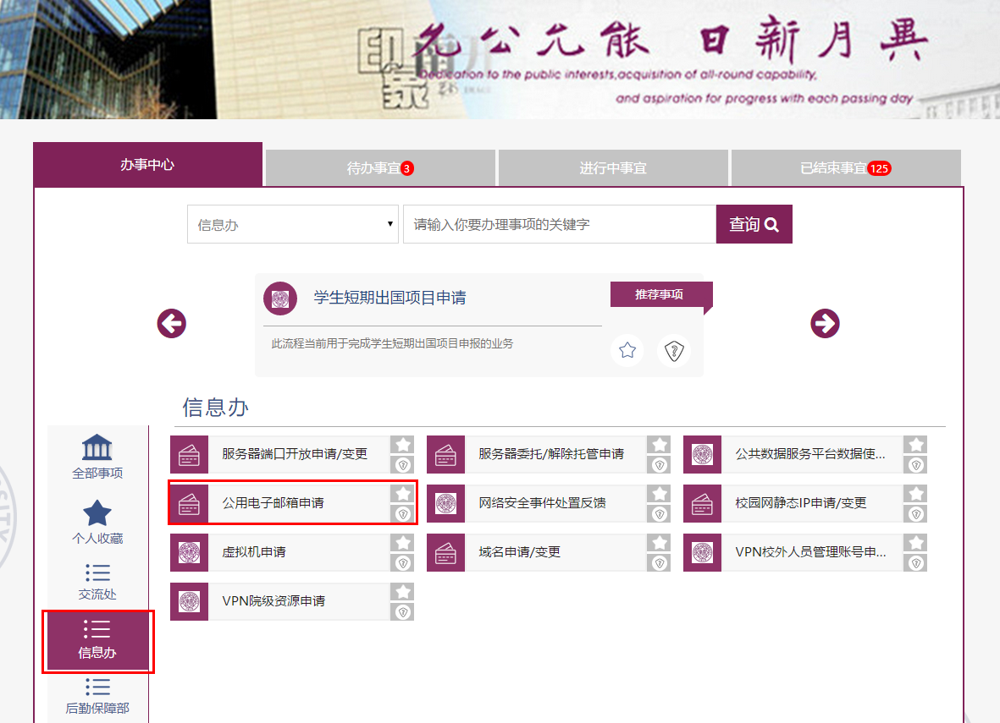 允公允能 日新月異
印
Dedication to the public interests,acquisition of all-round capability,
and aspiration for progress with each passing day
办事中心
待办事宜 3
进行中事宜
已结束事宜 125
信息办
请输入你要办理事项的关键字
查询
学生短期出国项目申请
推荐事项
此流程当前用于完成学生短期出国项目申报的业务
信息办
全部事项
个人收藏
交流处
信息办
后勤保障部
服务器端口开放申请/变更
服务器委托/解除托管申请
公共数据服务平台数据使...
公用电子邮箱申请
网络安全事件处置反馈
校园网静态IP申请/变更
虚拟机申请
域名申请/变更
VPN校外人员管理账号申...
VPN院级资源申请